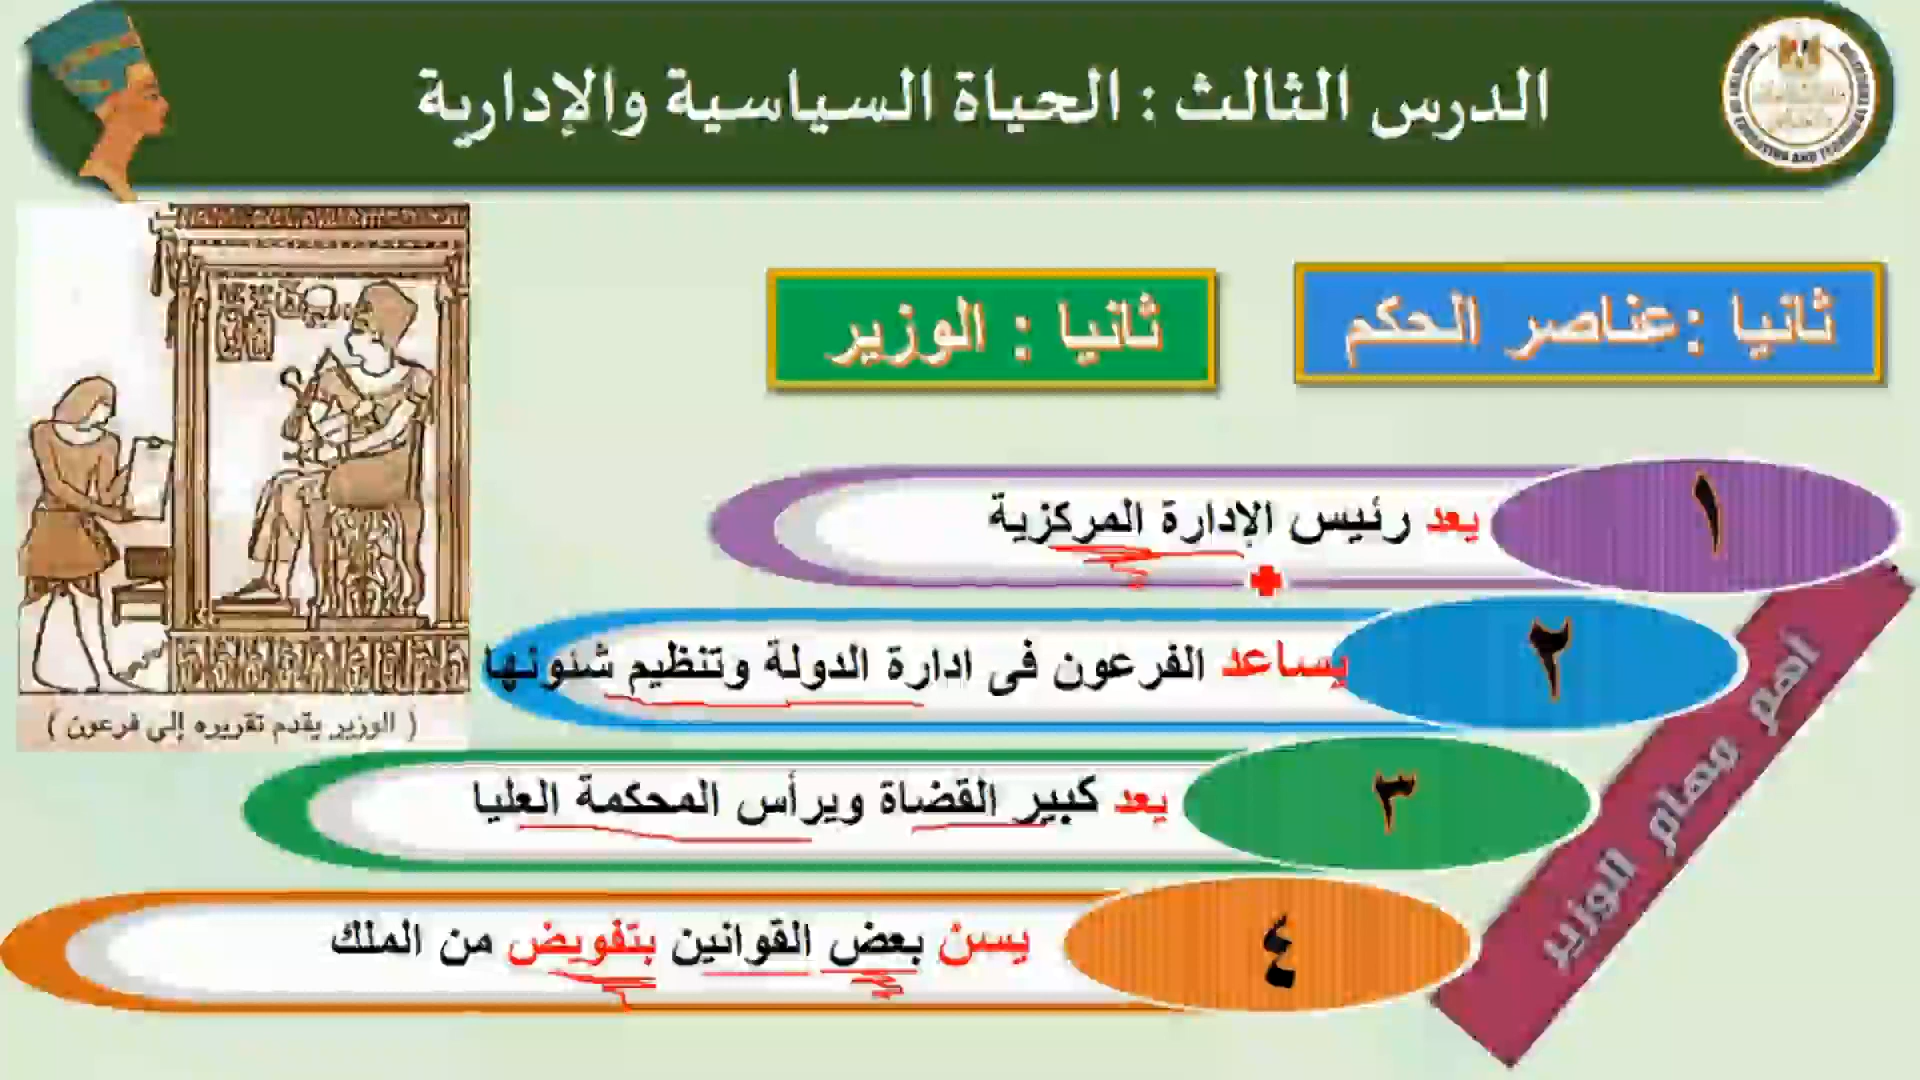 الدرس الثالث : الحياة السياسية والإدارية
ثانيا : عناصر الحكم
ثانيا : الوزير
اهم مهام الوزير
١
يعد رئيس الإدارة المركزية
٢
يساعد الفرعون فى ادارة الدولة وتنظيم شئونها
٣
يعد كبير القضاة ويرأس المحكمة العليا
٤
يسن بعض القوانين بتفويض من الملك
( الوزير يقدم تقريره إلى فرعون )